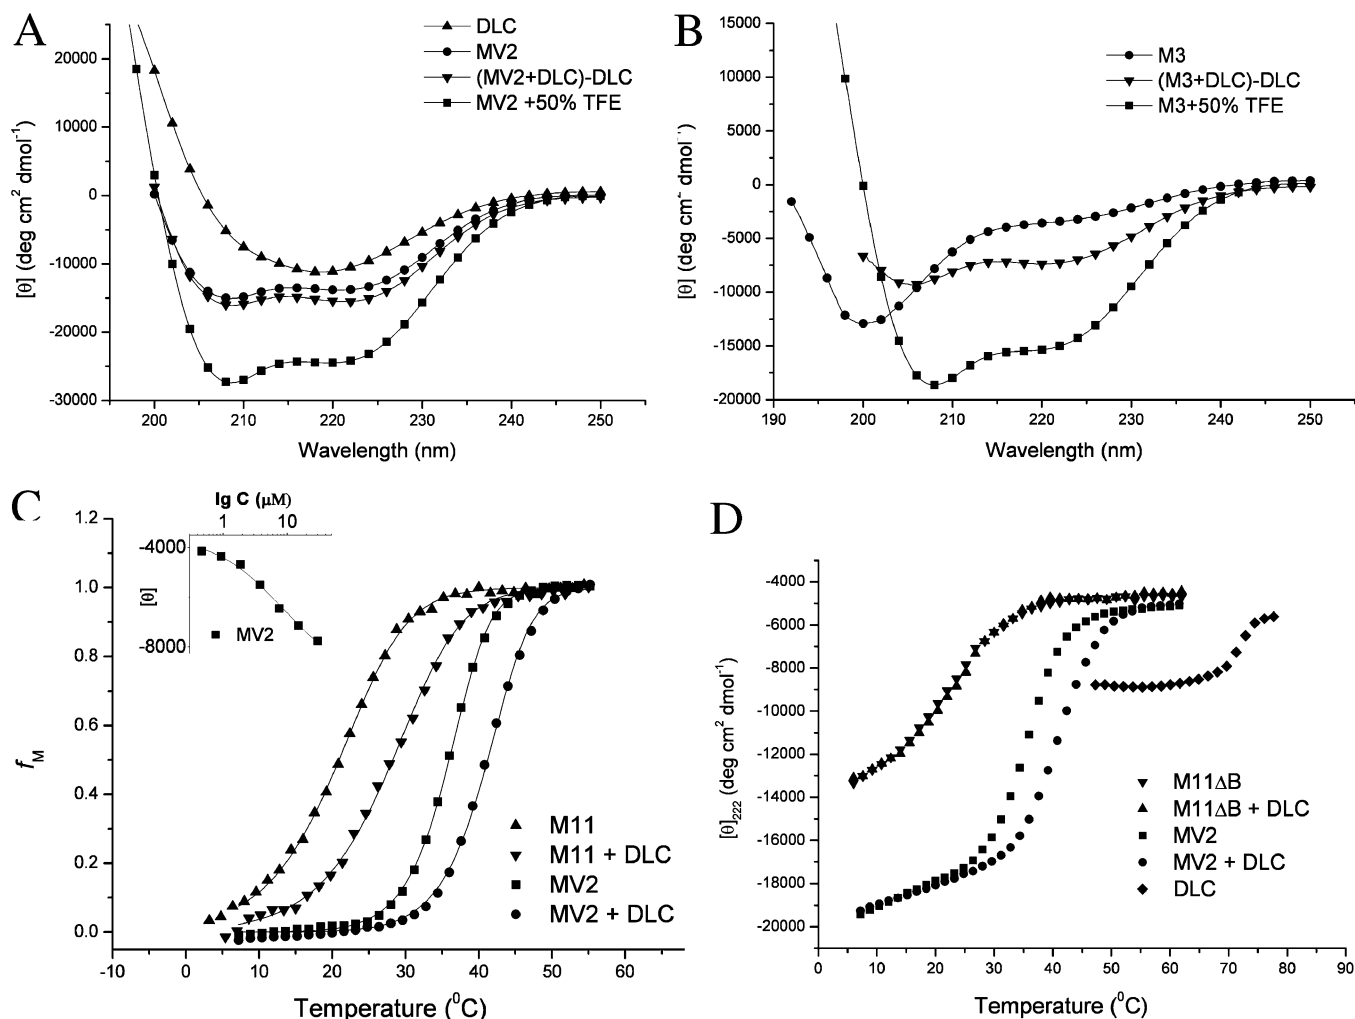 A
DLC
MV2
(MV2+DLC)-DLC
MV2 +50% TFE
20000
10000
0
-10000
-20000
-30000
[θ] (deg cm² dmol⁻¹)
200 210 220 230 240 250
Wavelength (nm)
B
M3
(M3+DLC)-DLC
M3+50% TFE
15000
10000
5000
0
-5000
-10000
-15000
-20000
190 200 210 220 230 240 250
Wavelength (nm)
C
lg C (μM)
1 10
-4000
[θ]
-8000
MV2
1.2
1.0
0.8
0.6
0.4
0.2
0.0
f_M
M11
M11 + DLC
MV2
MV2 + DLC
-10 0 10 20 30 40 50 60
Temperature (⁰C)
D
-4000
-6000
-8000
-10000
-12000
-14000
-16000
-18000
-20000
[θ]₂₂₂ (deg cm² dmol⁻¹)
M11ΔB
M11ΔB + DLC
MV2
MV2 + DLC
DLC
0 10 20 30 40 50 60 70 80 90
Temperature (⁰C)